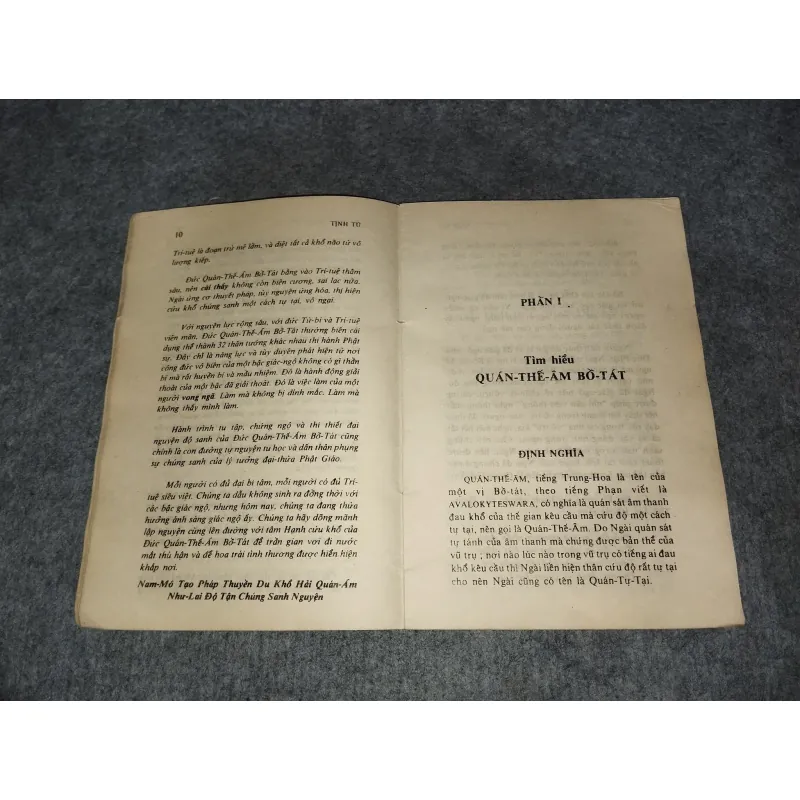 10
TỊNH TỪ
Trí-tuệ là đoạn trừ mê lầm, và diệt tất cả khổ não từ vô
lượng kiếp.
Đức Quán-Thế-Âm Bồ-Tát bằng vào Trí-tuệ thâm
sâu, nên cái thấy không còn biên cương, sai lạc nữa.
Ngài ứng cơ thuyết pháp, tùy nguyện ứng hóa, thị hiện
cứu khổ chúng sanh một cách tự tại, vô ngại.
Với nguyện lực rộng sâu, với đức Từ-bi và Trí-tuệ
viên mãn, Đức Quán-Thế-Âm Bồ-Tát thường biến cải
dụng thể thành 32 thân tướng khác nhau thi hành Phật
sự. Đây chỉ là năng lực và tùy duyên phát hiện từ nơi
công đức vô biên của một bậc giác-ngộ không có gì thần
bí mà rất huyền bí và mầu nhiệm. Đó là hành động giải
thoát của một bậc đã giải thoát. Đó là việc làm của một
người vong ngã. Làm mà không bị dính mắc. Làm mà
không thấy mình làm.
Hành trình tu tập, chứng ngộ và thi thiết đại
nguyện độ sanh của Đức Quán-Thế-Âm Bồ-Tát cũng
chính là con đường tự nguyện tu học và dấn thân phụng
sự chúng sanh của lý tưởng đại-thừa Phật Giáo.
Mỗi người có đủ đại bi tâm, mỗi người có đủ Trí-
tuệ siêu việt. Chúng ta dầu không sinh ra đồng thời với
các bậc giác ngộ, nhưng hôm nay, chúng ta đang thừa
hưởng ánh sáng giác ngộ ấy. Chúng ta hãy dõng mãnh
lập nguyện cùng lên đường với tâm Hạnh cứu khổ của
Đức Quán-Thế-Âm Bồ-Tát để trần gian vơi đi nước
mắt thù hận và để hoa trái tình thương được hiển hiện
khắp nơi.
Nam-Mô Tạo Pháp Thuyền Du Khổ Hải Quán-Âm
Như-Lai Độ Tận Chúng Sanh Nguyện
PHẦN I
Tìm hiểu
QUÁN-THẾ-ÂM BỒ-TÁT
ĐỊNH NGHĨA
QUÁN-THẾ-ÂM, tiếng Trung-Hoa là tên của
một vị Bồ-tát, theo tiếng Phạn viết là
AVALOKYTESWARA, có nghĩa là quán sát âm thanh
đau khổ của thế gian kêu cầu mà cứu độ một cách
tự tại, nên gọi là Quán-Thế-Âm. Do Ngài quán sát
tự tánh của âm thanh mà chúng được bản thể của
vũ trụ ; nơi nào lúc nào trong vũ trụ có tiếng ai đau
khổ kêu cầu thì Ngài liền hiện thân cứu độ rất tự tại
cho nên Ngài cũng có tên là Quán-Tự-Tại.